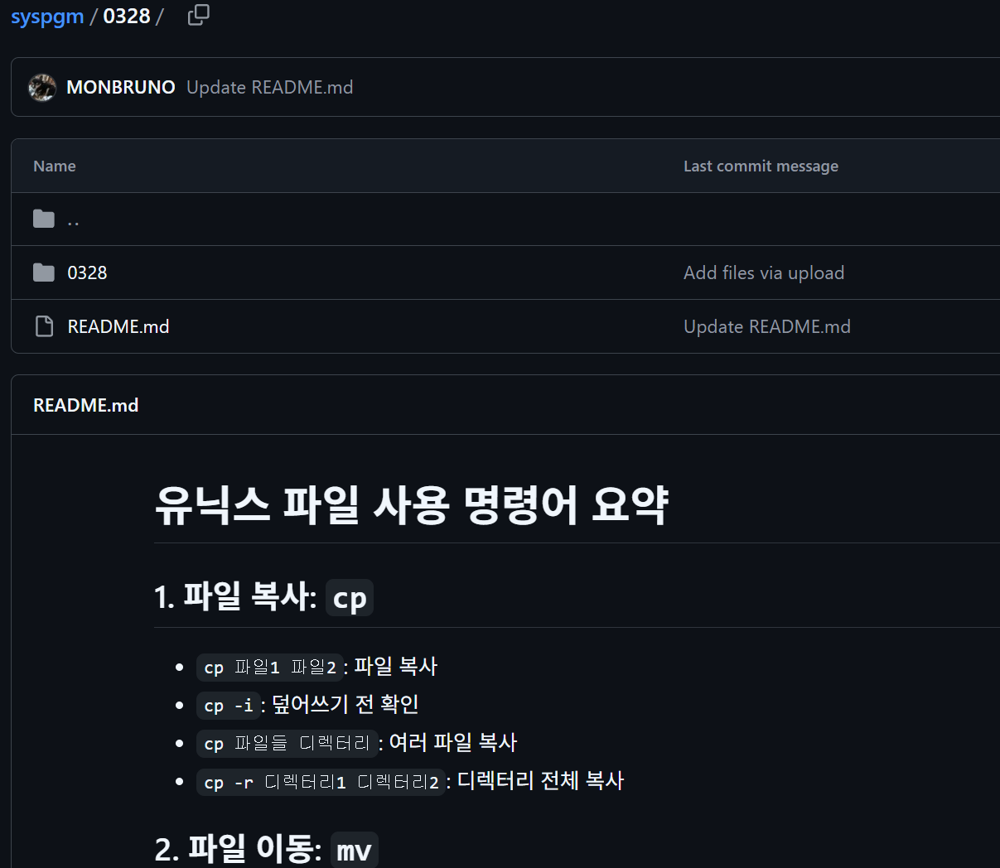 syspgm / 0328 /
MONBRUNO Update README.md
Name Last commit message
..
0328 Add files via upload
README.md Update README.md
README.md
유닉스 파일 사용 명령어 요약
1. 파일 복사: cp
• cp 파일1 파일2 : 파일 복사
• cp -i : 덮어쓰기 전 확인
• cp 파일들 디렉터리 : 여러 파일 복사
• cp -r 디렉터리1 디렉터리2 : 디렉터리 전체 복사
2. 파일 이동: mv